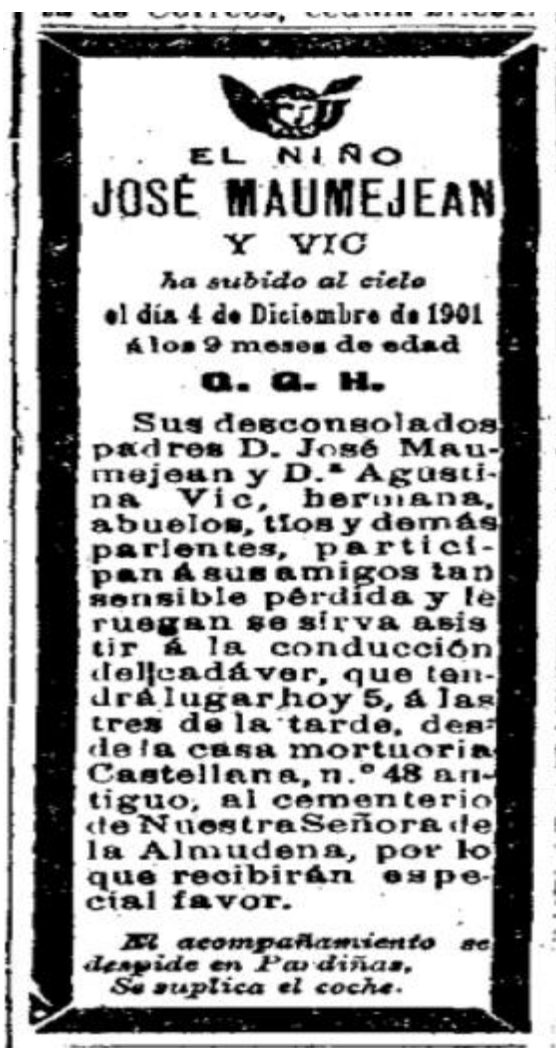 EL NIÑO
JOSÉ MAUMEJEAN
Y VIC
ha subido al cielo
el día 4 de Diciembre de 1901
á los 9 meses de edad
Q. G. H.
Sus desconsolados
padres D. José Mau-
mejean y D.ª Agusti-
na Vic, hermana,
abuelos, tíos y demás
parientes, partici-
pan á sus amigos tan
sensible pérdida y le
ruegan se sirva asis
tir á la conducción
del cadáver, que ten-
drá lugar hoy 5, á las
tres de la tarde, des-
de la casa mortuoria
Castellana, n.º 48 an-
tiguo, al cementerio
de Nuestra Señora de
la Almudena, por lo
que recibirán espe-
cial favor.
El acompañamiento se
despide en Pardiñas.
Se suplica el coche.